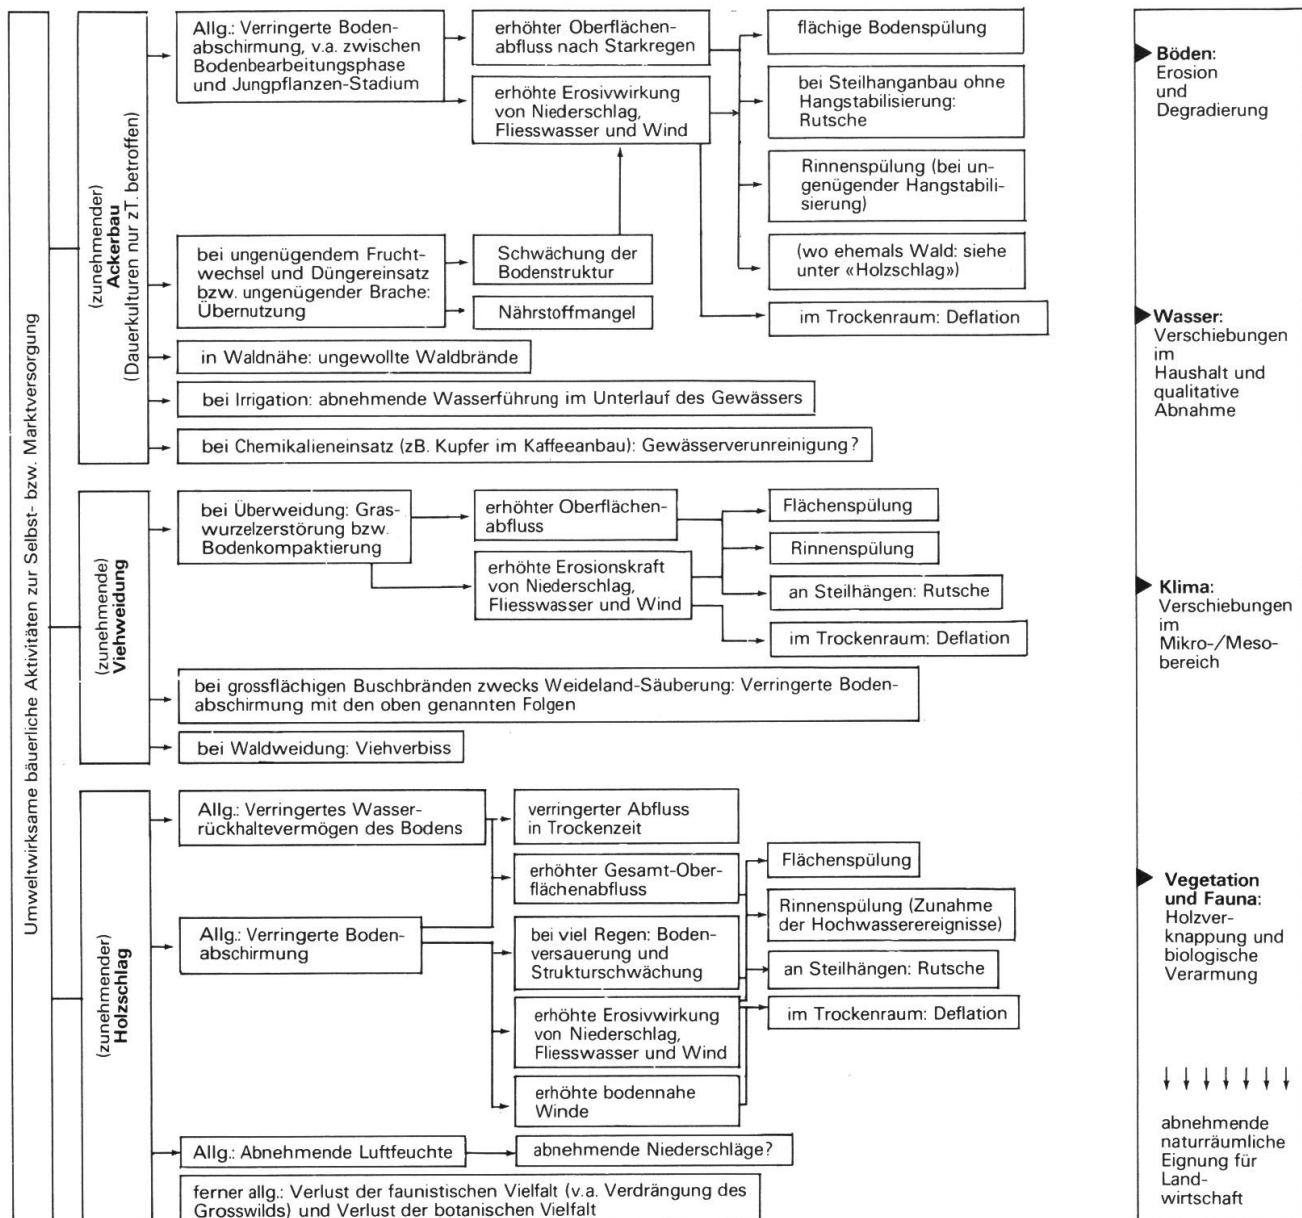 Umweltwirksame bäuerliche Aktivitäten zur Selbst- bzw. Marktversorgung
(zunehmender)
Ackerbau
(Dauerkulturen nur zT. betroffen)
Allg.: Verringerte Boden-
abschirmung, v.a. zwischen
Bodenbearbeitungsphase
und Jungpflanzen-Stadium
erhöhter Oberflächen-
abfluss nach Starkregen
erhöhte Erosivwirkung
von Niederschlag,
Fliesswasser und Wind
flächige Bodenspülung
bei Steilhanganbau ohne
Hangstabilisierung:
Rutsche
Rinnenspülung (bei un-
genügender Hangstabili-
sierung)
(wo ehemals Wald: siehe
unter «Holzschlag»)
im Trockenraum: Deflation
bei ungenügendem Frucht-
wechsel und Düngereinsatz
bzw. ungenügender Brache:
Übernutzung
Schwächung der
Bodenstruktur
Nährstoffmangel
in Waldnähe: ungewollte Waldbrände
bei Irrigation: abnehmende Wasserführung im Unterlauf des Gewässers
bei Chemikalieneinsatz (zB. Kupfer im Kaffeeanbau): Gewässerverunreinigung?
(zunehmende)
Viehweidung
bei Überweidung: Gras-
wurzelzerstörung bzw.
Bodenkompaktierung
erhöhter Oberflächen-
abfluss
erhöhte Erosionskraft
von Niederschlag,
Fliesswasser und Wind
Flächenspülung
Rinnenspülung
an Steilhängen: Rutsche
im Trockenraum: Deflation
bei grossflächigen Buschbränden zwecks Weideland-Säuberung: Verringerte Boden-
abschirmung mit den oben genannten Folgen
bei Waldweidung: Viehverbiss
(zunehmender)
Holzschlag
Allg.: Verringertes Wasser-
rückhaltevermögen des Bodens
Allg.: Verringerte Boden-
abschirmung
verringerter Abfluss
in Trockenzeit
erhöhter Gesamt-Ober-
flächenabfluss
bei viel Regen: Boden-
versauerung und
Strukturschwächung
erhöhte Erosivwirkung
von Niederschlag,
Fliesswasser und Wind
erhöhte bodennahe
Winde
Flächenspülung
Rinnenspülung (Zunahme
der Hochwasserereignisse)
an Steilhängen: Rutsche
im Trockenraum: Deflation
Allg.: Abnehmende Luftfeuchte
abnehmende Niederschläge?
ferner allg.: Verlust der faunistischen Vielfalt (v.a. Verdrängung des
Grosswilds) und Verlust der botanischen Vielfalt
Böden:
Erosion
und
Degradierung
Wasser:
Verschiebungen
im
Haushalt und
qualitative
Abnahme
Klima:
Verschiebungen
im
Mikro-/Meso-
bereich
Vegetation
und Fauna:
Holzver-
knappung und
biologische
Verarmung
abnehmende
naturräumliche
Eignung für
Land-
wirtschaft